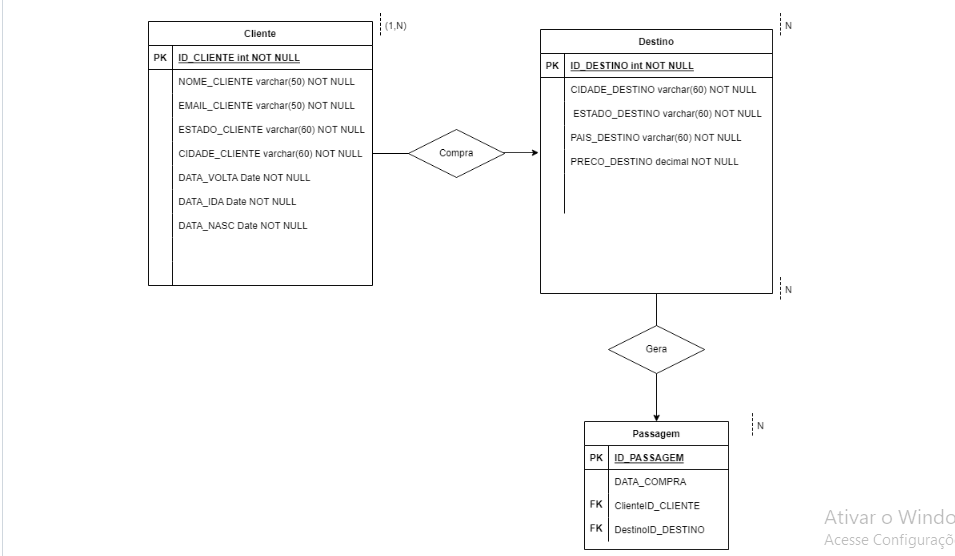 Cliente
(1,N)
PK ID_CLIENTE int NOT NULL
NOME_CLIENTE varchar(50) NOT NULL
EMAIL_CLIENTE varchar(50) NOT NULL
ESTADO_CLIENTE varchar(60) NOT NULL
CIDADE_CLIENTE varchar(60) NOT NULL
DATA_VOLTA Date NOT NULL
DATA_IDA Date NOT NULL
DATA_NASC Date NOT NULL
Compra
Destino
N
PK ID_DESTINO int NOT NULL
CIDADE_DESTINO varchar(60) NOT NULL
ESTADO_DESTINO varchar(60) NOT NULL
PAIS_DESTINO varchar(60) NOT NULL
PRECO_DESTINO decimal NOT NULL
N
Gera
Passagem
N
PK ID_PASSAGEM
DATA_COMPRA
FK ClienteID_CLIENTE
FK DestinoID_DESTINO
Ativar o Windo
Acesse Configuraçõ